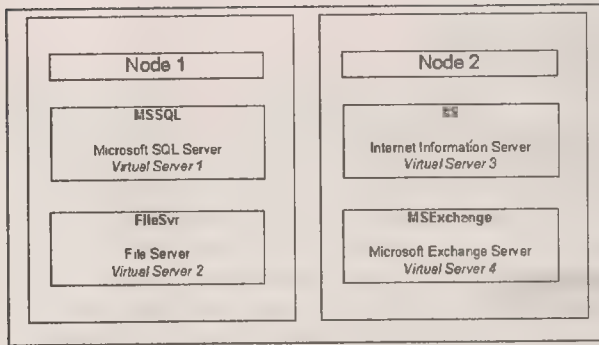 Node 1
MSSQL
Microsoft SQL Server
Virtual Server 1
FileSvr
File Server
Virtual Server 2
Node 2
Internet Information Server
Virtual Server 3
MSExchange
Microsoft Exchange Server
Virtual Server 4